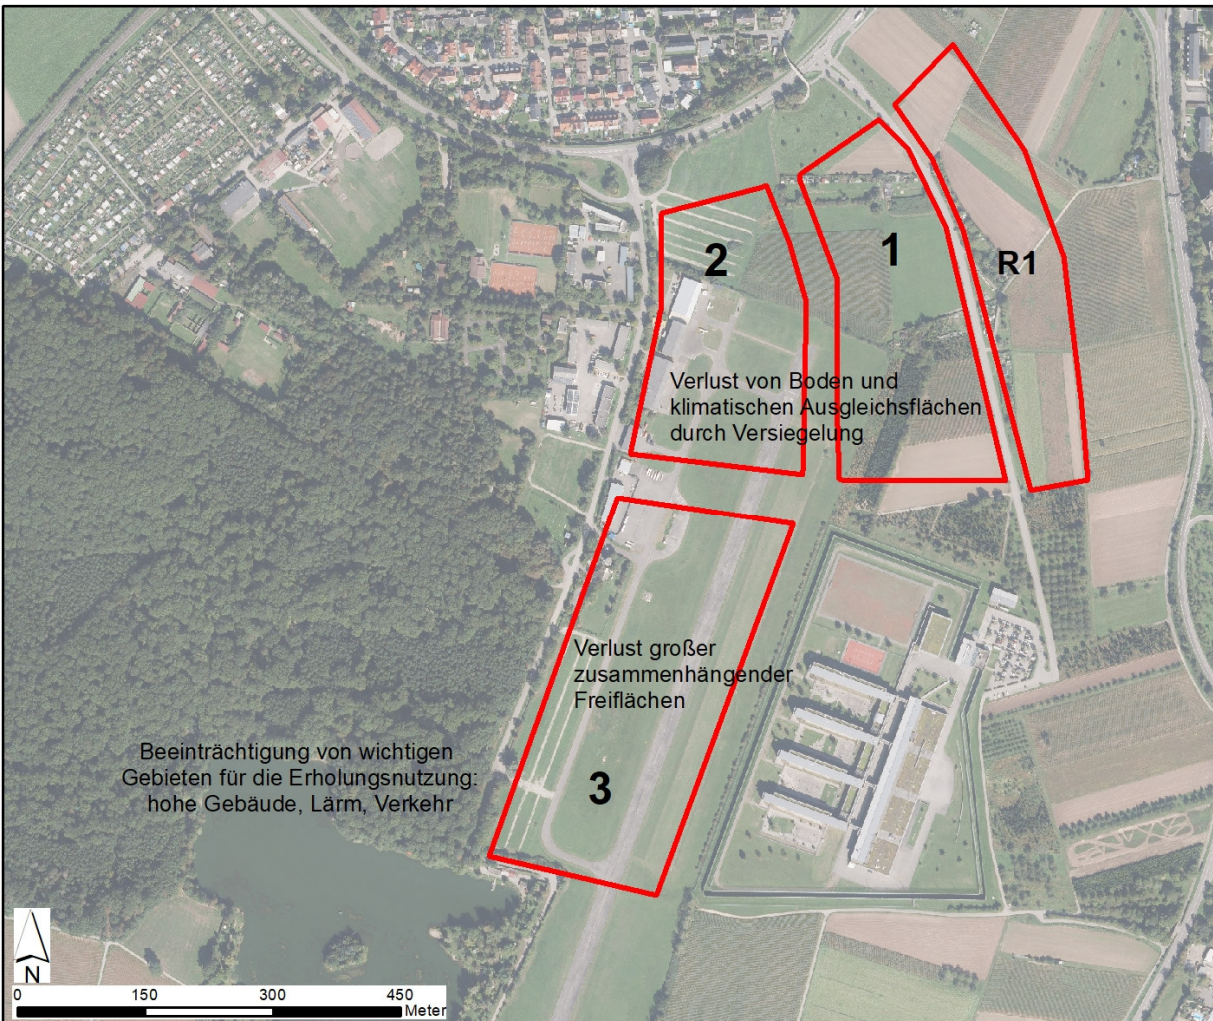 2
1
R1
Verlust von Boden und
klimatischen Ausgleichsflächen
durch Versiegelung
Verlust großer
zusammenhängender
Freiflächen
Beeinträchtigung von wichtigen
Gebieten für die Erholungsnutzung:
hohe Gebäude, Lärm, Verkehr
3
N
0 150 300 450
Meter